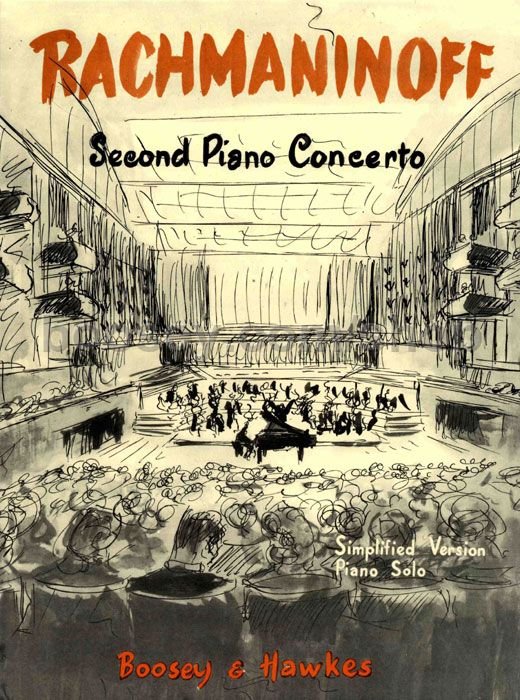 RACHMANINOFF
Second Piano Concerto
Simplified Version
Piano Solo
Boosey & Hawkes